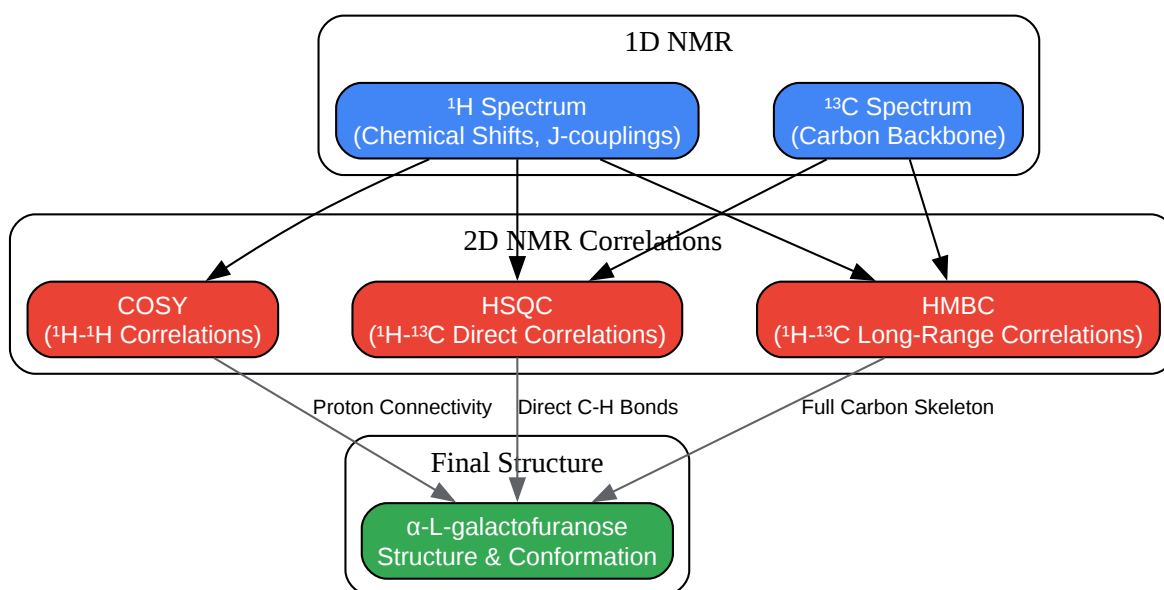 1D NMR
¹H Spectrum
(Chemical Shifts, J-couplings)
¹³C Spectrum
(Carbon Backbone)
2D NMR Correlations
COSY
(¹H-¹H Correlations)
HSQC
(¹H-¹³C Direct Correlations)
HMBC
(¹H-¹³C Long-Range Correlations)
Proton Connectivity
Direct C-H Bonds
Full Carbon Skeleton
Final Structure
α-L-galactofuranose
Structure & Conformation